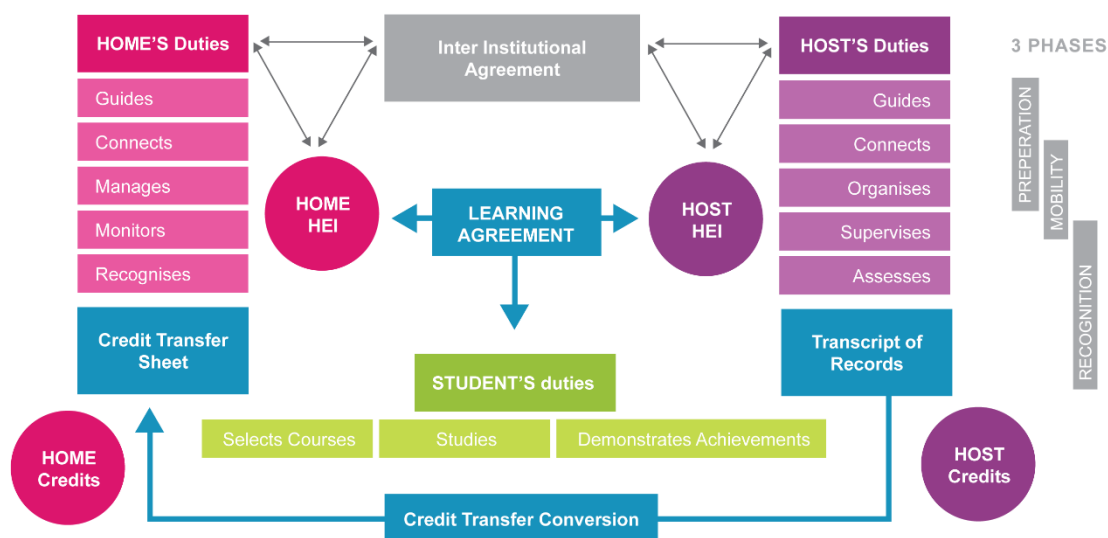 HOME'S Duties
Guides
Connects
Manages
Monitors
Recognises
Credit Transfer
Sheet
HOME
Credits
Inter Institutional
Agreement
HOME
HEI
LEARNING
AGREEMENT
HOST
HEI
STUDENT'S duties
Selects Courses
Studies
Demonstrates Achievements
Credit Transfer Conversion
HOST'S Duties
Guides
Connects
Organises
Supervises
Assesses
Transcript of
Records
HOST
Credits
3 PHASES
PREPERATION
MOBILITY
RECOGNITION